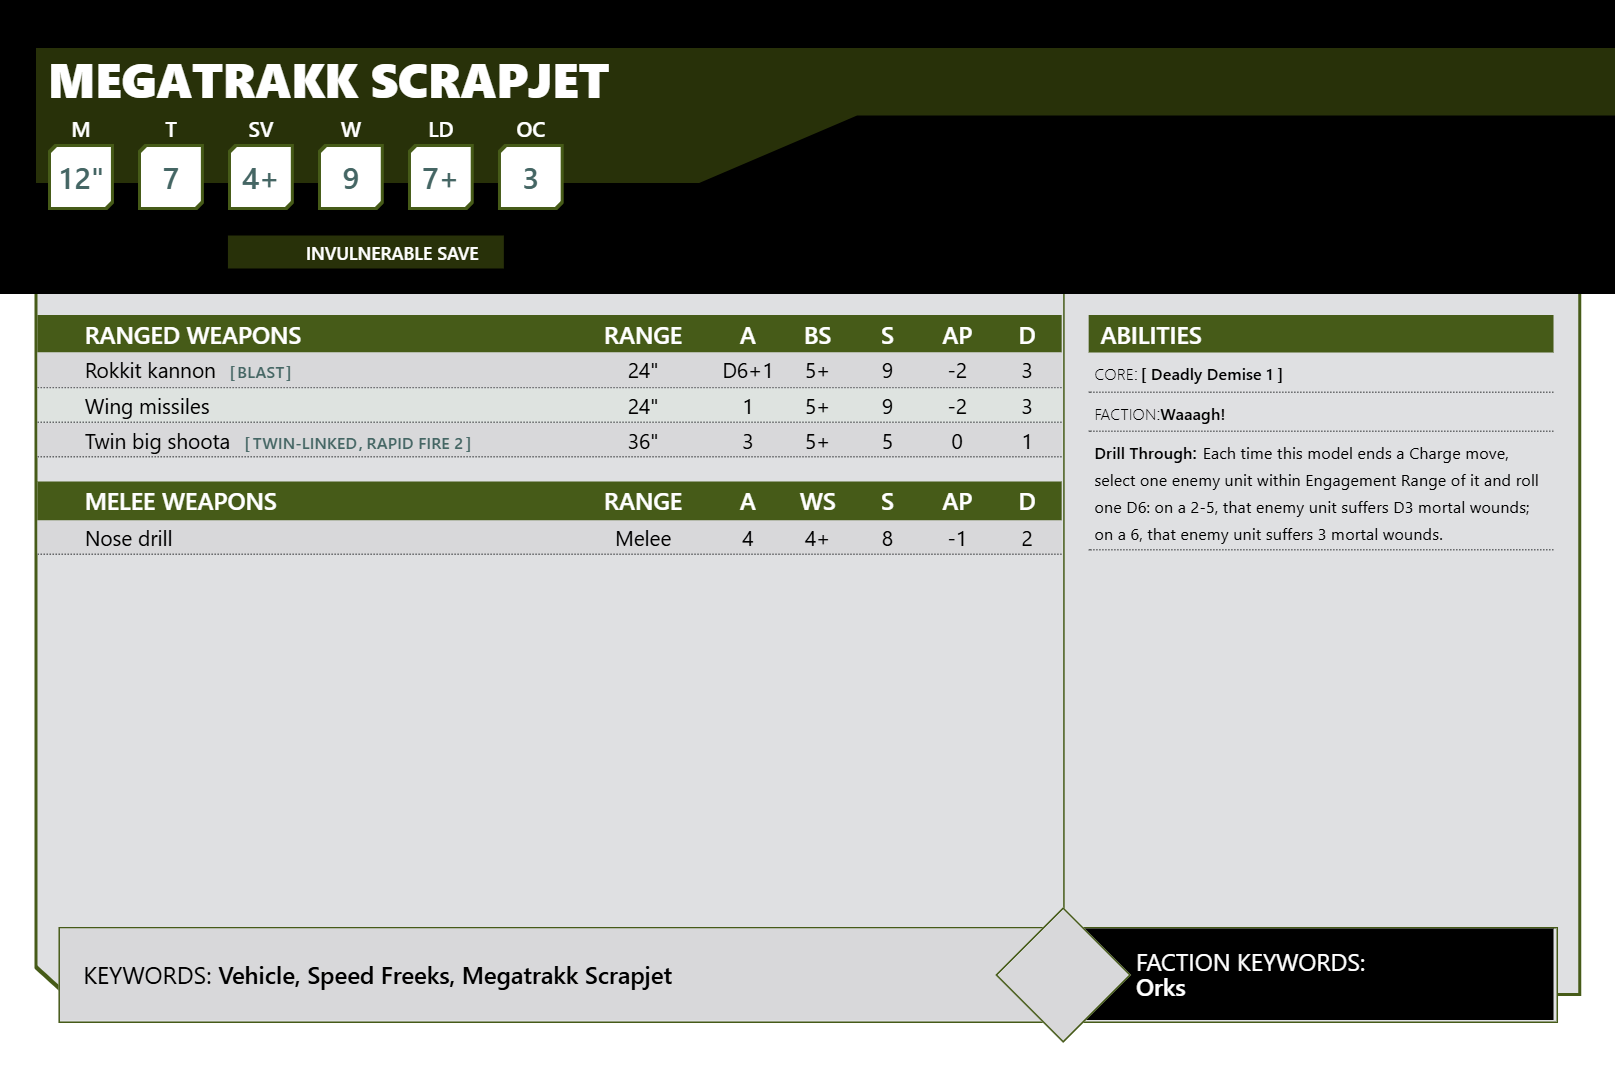 MEGATRAKK SCRAPJET
M T SV W LD OC
12" 7 4+ 9 7+ 3
INVULNERABLE SAVE
RANGED WEAPONS RANGE A BS S AP D
Rokkit kannon [BLAST] 24" D6+1 5+ 9 -2 3
Wing missiles 24" 1 5+ 9 -2 3
Twin big shoota [TWIN-LINKED, RAPID FIRE 2] 36" 3 5+ 5 0 1
MELEE WEAPONS RANGE A WS S AP D
Nose drill Melee 4 4+ 8 -1 2
ABILITIES
CORE: [ Deadly Demise 1 ]
FACTION:Waaagh!
Drill Through: Each time this model ends a Charge move,
select one enemy unit within Engagement Range of it and roll
one D6: on a 2-5, that enemy unit suffers D3 mortal wounds;
on a 6, that enemy unit suffers 3 mortal wounds.
KEYWORDS: Vehicle, Speed Freeks, Megatrakk Scrapjet
FACTION KEYWORDS:
Orks